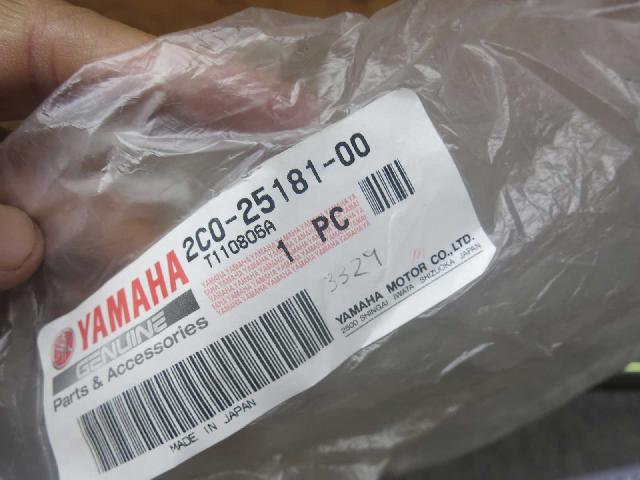 YAMAHA
GENUINE
Parts & Accessories
2C0-25181-00
T110806A
1 PC
3329
YAMAHA MOTOR CO., LTD.
2500 SHINGAI IWATA SHIZUOKA JAPAN
MADE IN JAPAN